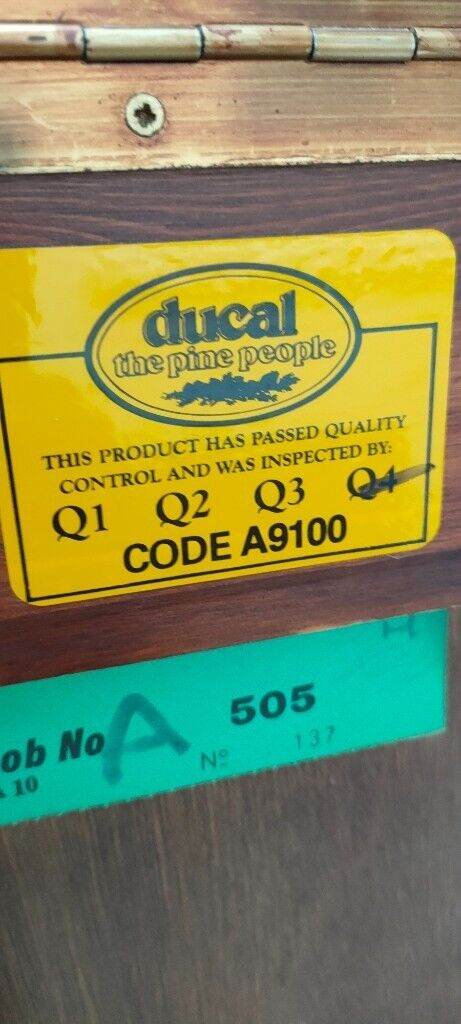 ducal
the pine people
THIS PRODUCT HAS PASSED QUALITY
CONTROL AND WAS INSPECTED BY:
Q1 Q2 Q3 Q4
CODE A9100
H
ob No A 505
10 Nº 137